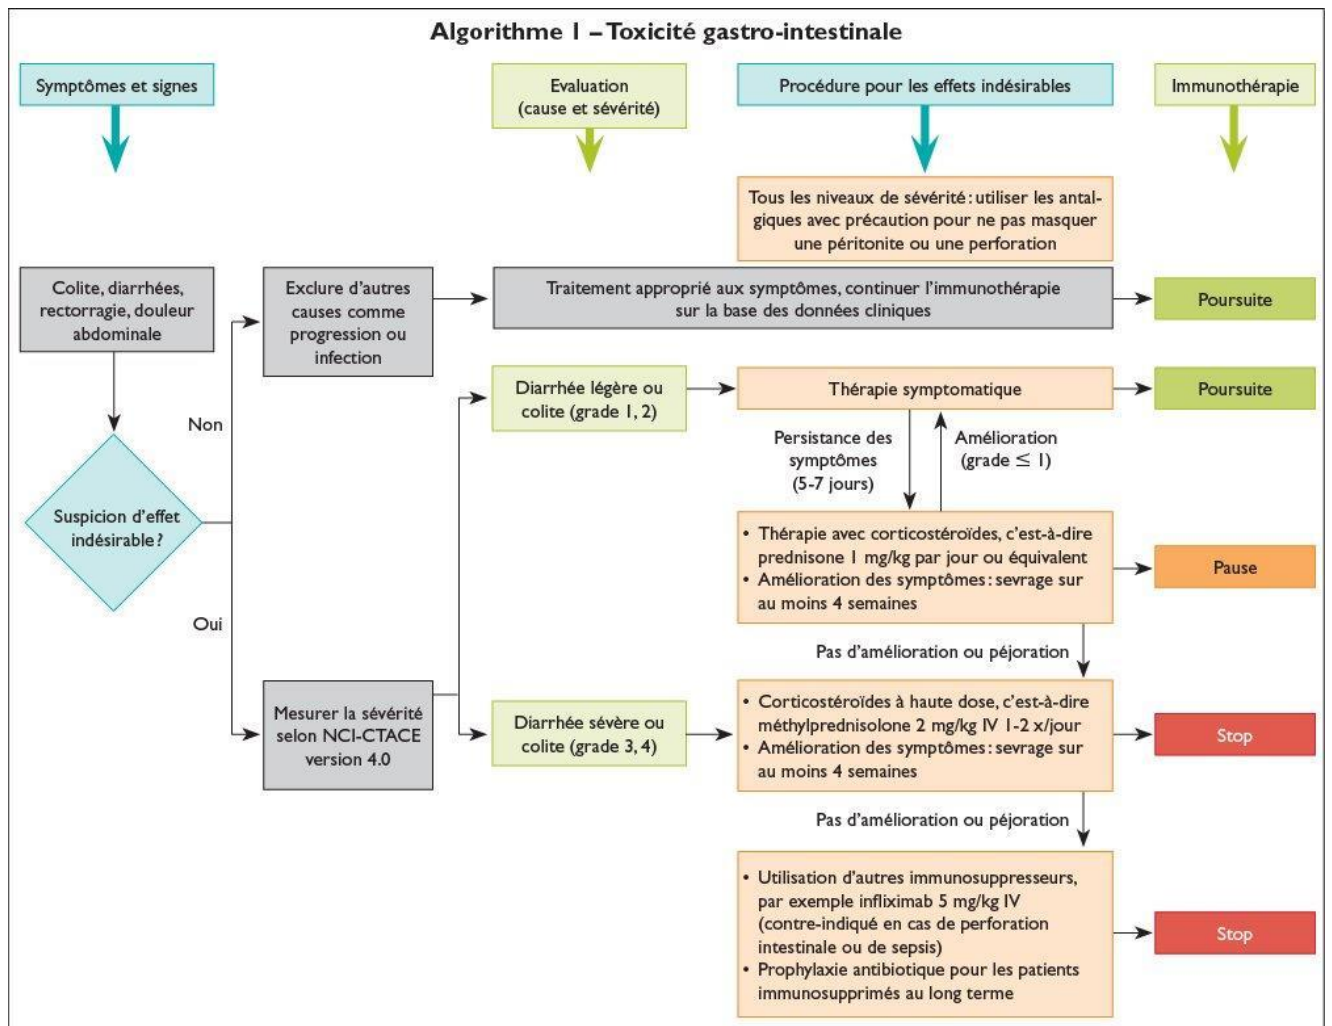 Algorithme 1 – Toxicité gastro-intestinale
Symptômes et signes
Evaluation
(cause et sévérité)
Procédure pour les effets indésirables
Immunothérapie
Tous les niveaux de sévérité : utiliser les antal-
giques avec précaution pour ne pas masquer
une péritonite ou une perforation
Colite, diarrhées,
rectorragie, douleur
abdominale
Exclure d’autres
causes comme
progression ou
infection
Traitement approprié aux symptômes, continuer l’immunothérapie
sur la base des données cliniques
Poursuite
Diarrhée légère ou
colite (grade 1, 2)
Thérapie symptomatique
Poursuite
Non
Persistance des
symptômes
(5-7 jours)
Amélioration
(grade ≤ 1)
Suspicion d’effet
indésirable ?
• Thérapie avec corticostéroïdes, c’est-à-dire
prednisone 1 mg/kg par jour ou équivalent
• Amélioration des symptômes : sevrage sur
au moins 4 semaines
Pause
Oui
Pas d’amélioration ou péjoration
Mesurer la sévérité
selon NCI-CTACE
version 4.0
Diarrhée sévère ou
colite (grade 3, 4)
• Corticostéroïdes à haute dose, c’est-à-dire
méthylprednisolone 2 mg/kg IV 1-2 x/jour
• Amélioration des symptômes : sevrage sur
au moins 4 semaines
Stop
Pas d’amélioration ou péjoration
• Utilisation d’autres immunosuppresseurs,
par exemple infliximab 5 mg/kg IV
(contre-indiqué en cas de perforation
intestinale ou de sepsis)
• Prophylaxie antibiotique pour les patients
immunosupprimés au long terme
Stop